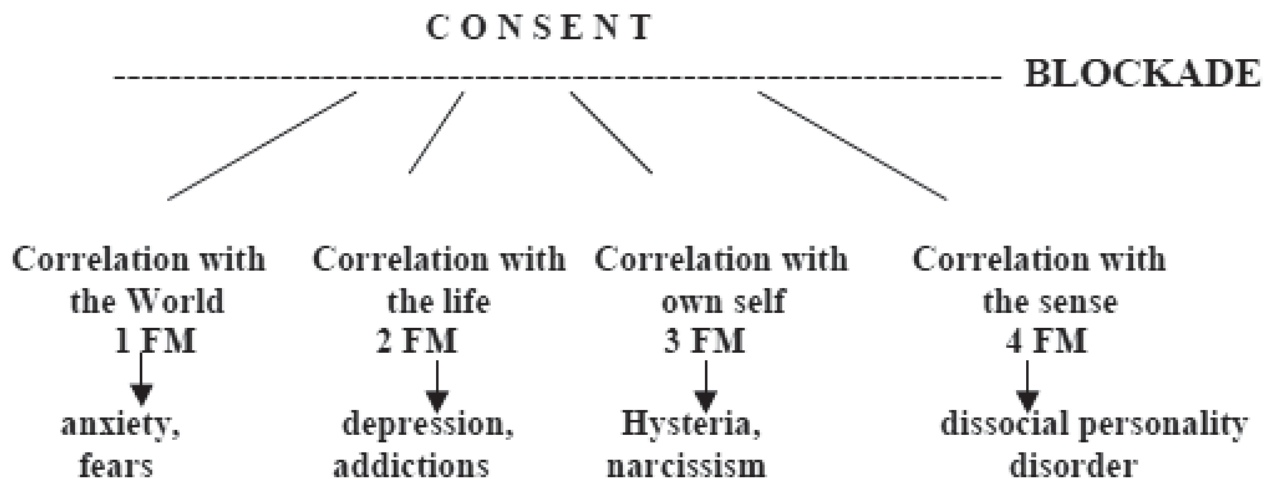 C O N S E N T
BLOCKADE
Correlation with
the World
1 FM
anxiety,
fears
Correlation with
the life
2 FM
depression,
addictions
Correlation with
own self
3 FM
Hysteria,
narcissism
Correlation with
the sense
4 FM
dissocial personality
disorder